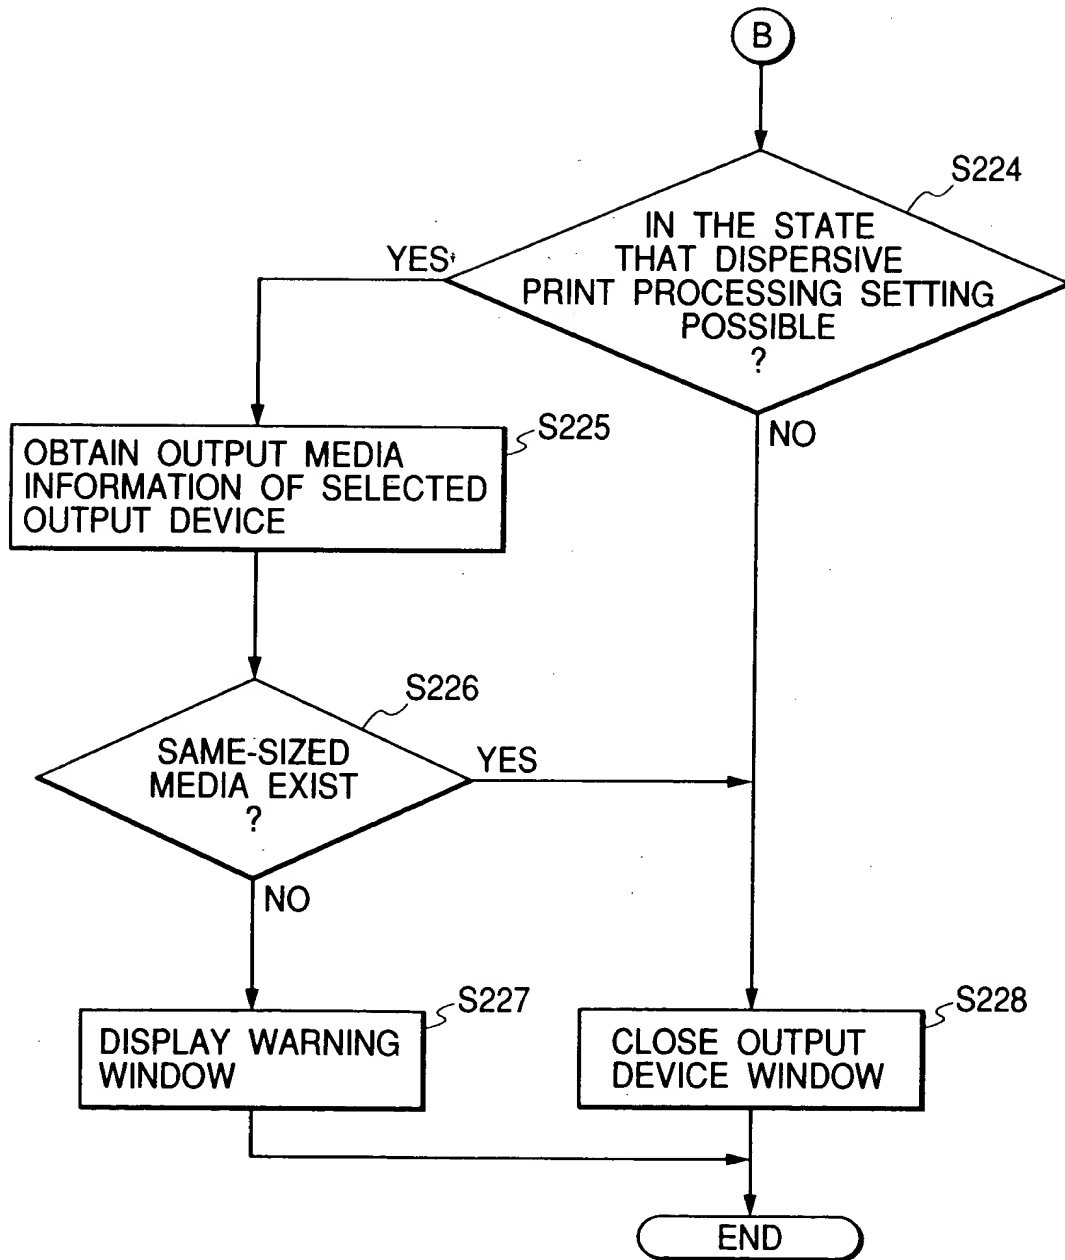 B
S224
IN THE STATE
THAT DISPERSIVE
PRINT PROCESSING SETTING
POSSIBLE
?
YES
NO
S225
OBTAIN OUTPUT MEDIA
INFORMATION OF SELECTED
OUTPUT DEVICE
S226
SAME-SIZED
MEDIA EXIST
?
YES
NO
S227
DISPLAY WARNING
WINDOW
S228
CLOSE OUTPUT
DEVICE WINDOW
END